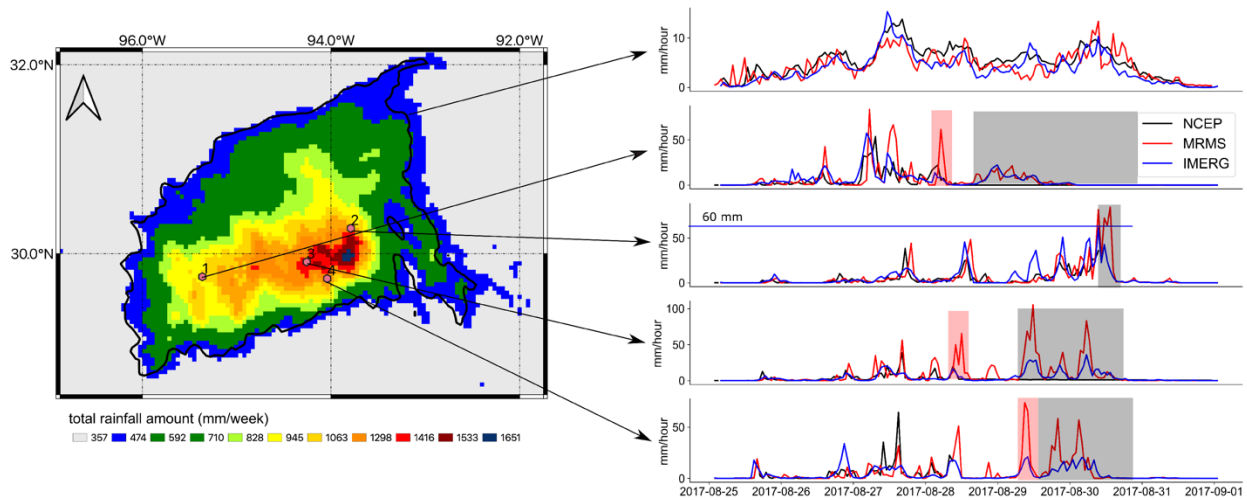 96.0°W 94.0°W 92.0°W
32.0°N
30.0°N
1
2
3
4
total rainfall amount (mm/week)
357 474 592 710 828 945 1063 1298 1416 1533 1651
mm/hour
10
0
mm/hour
50
0
NCEP
MRMS
IMERG
60 mm
mm/hour
50
0
mm/hour
100
50
0
mm/hour
50
0
2017-08-25 2017-08-26 2017-08-27 2017-08-28 2017-08-29 2017-08-30 2017-08-31 2017-09-01